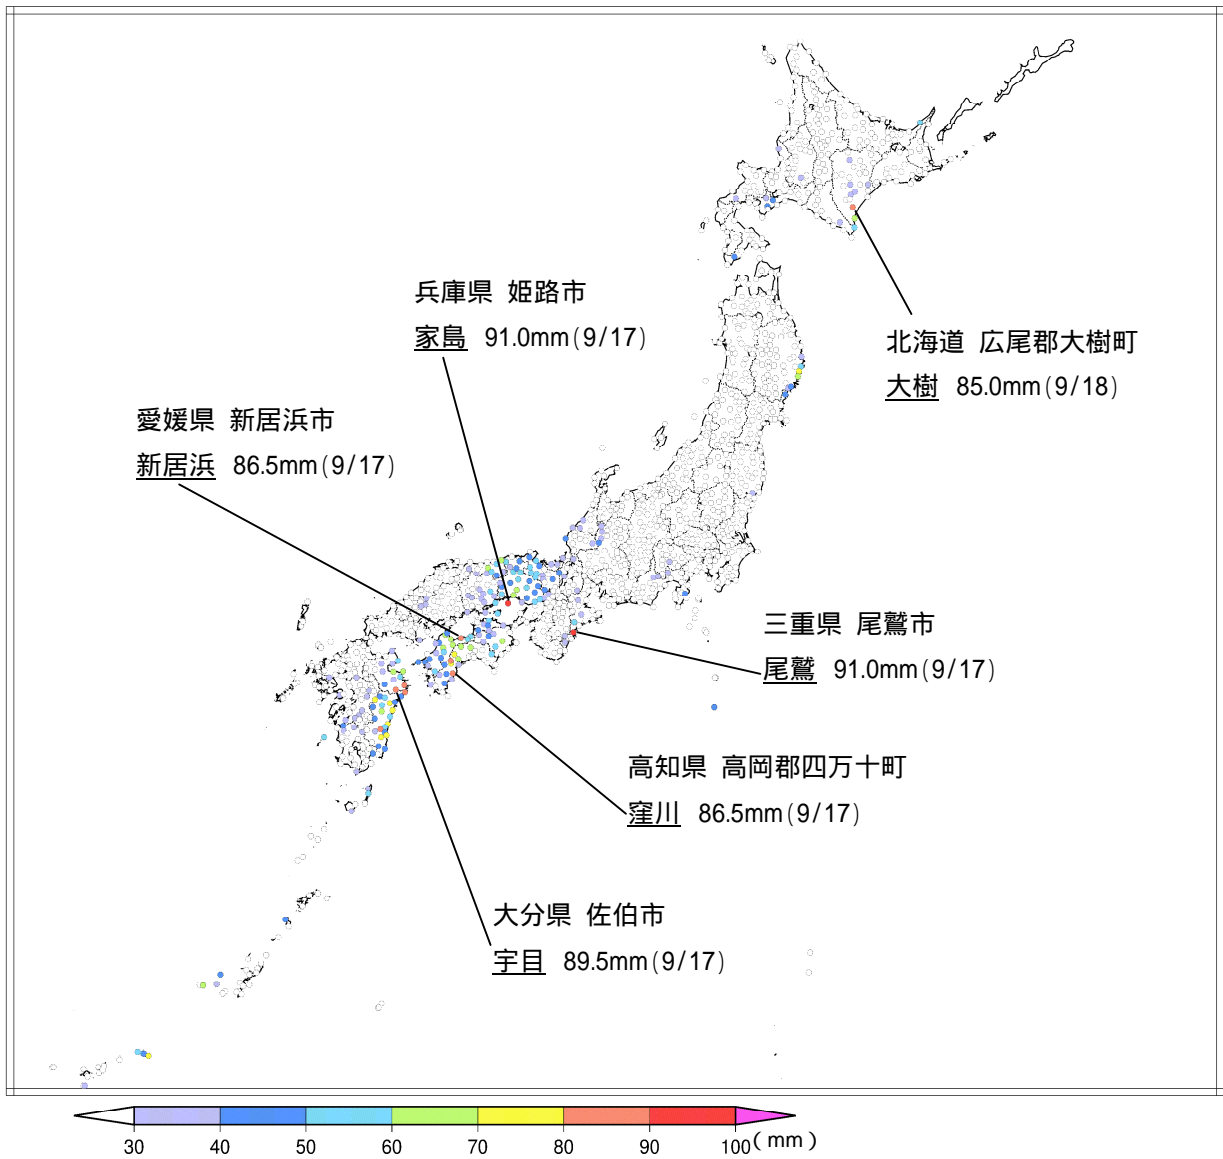 兵庫県 姫路市
家島 91.0mm(9/17)
北海道 広尾郡大樹町
大樹 85.0mm(9/18)
愛媛県 新居浜市
新居浜 86.5mm(9/17)
三重県 尾鷲市
尾鷲 91.0mm(9/17)
高知県 高岡郡四万十町
窪川 86.5mm(9/17)
大分県 佐伯市
宇目 89.5mm(9/17)
30 40 50 60 70 80 90 100 (mm)